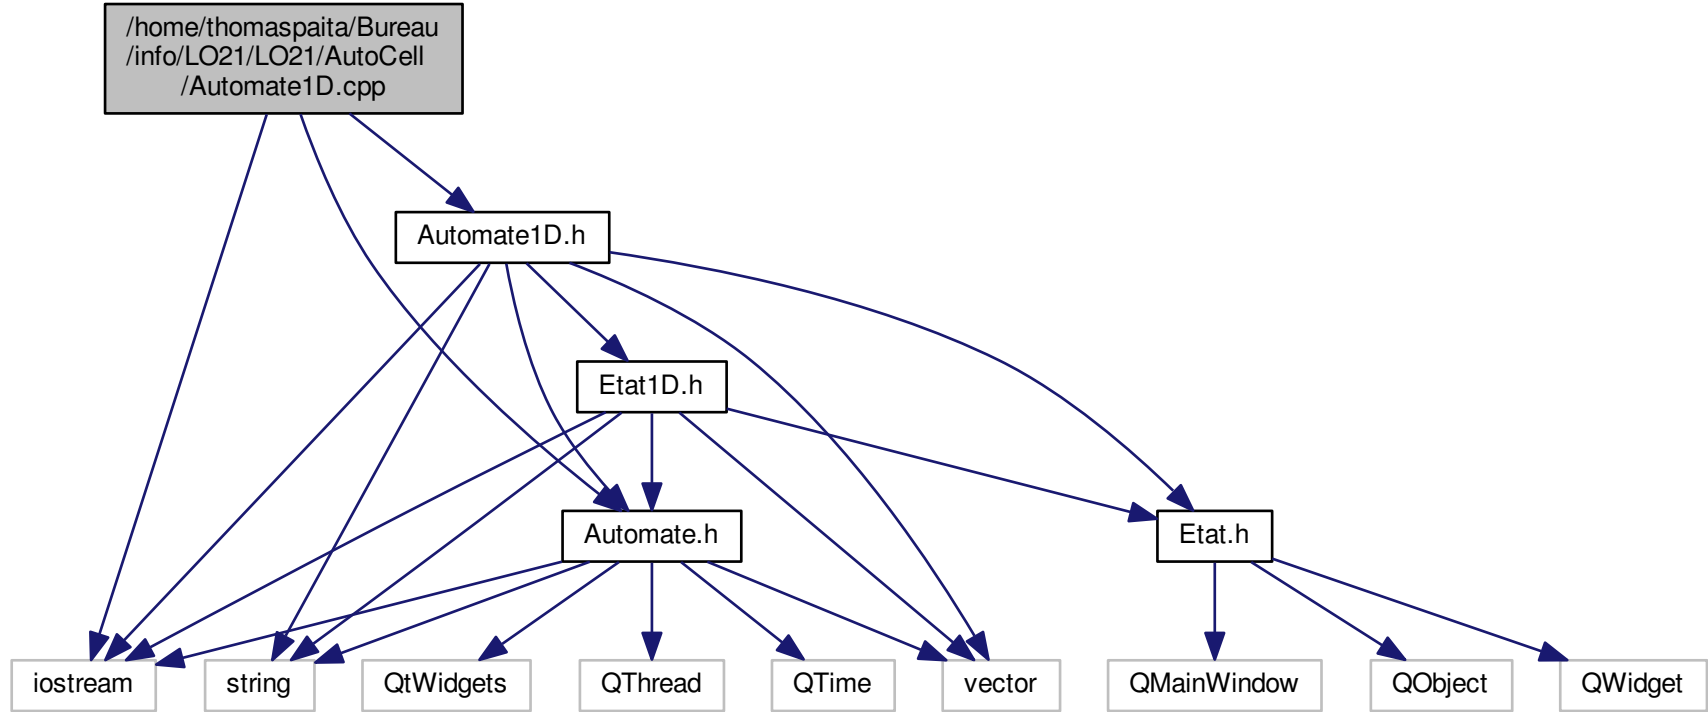 /home/thomaspaita/Bureau
/info/LO21/LO21/AutoCell
/Automate1D.cpp
Automate1D.h
Etat1D.h
Automate.h
Etat.h
iostream
string
QtWidgets
QThread
QTime
vector
QMainWindow
QObject
QWidget